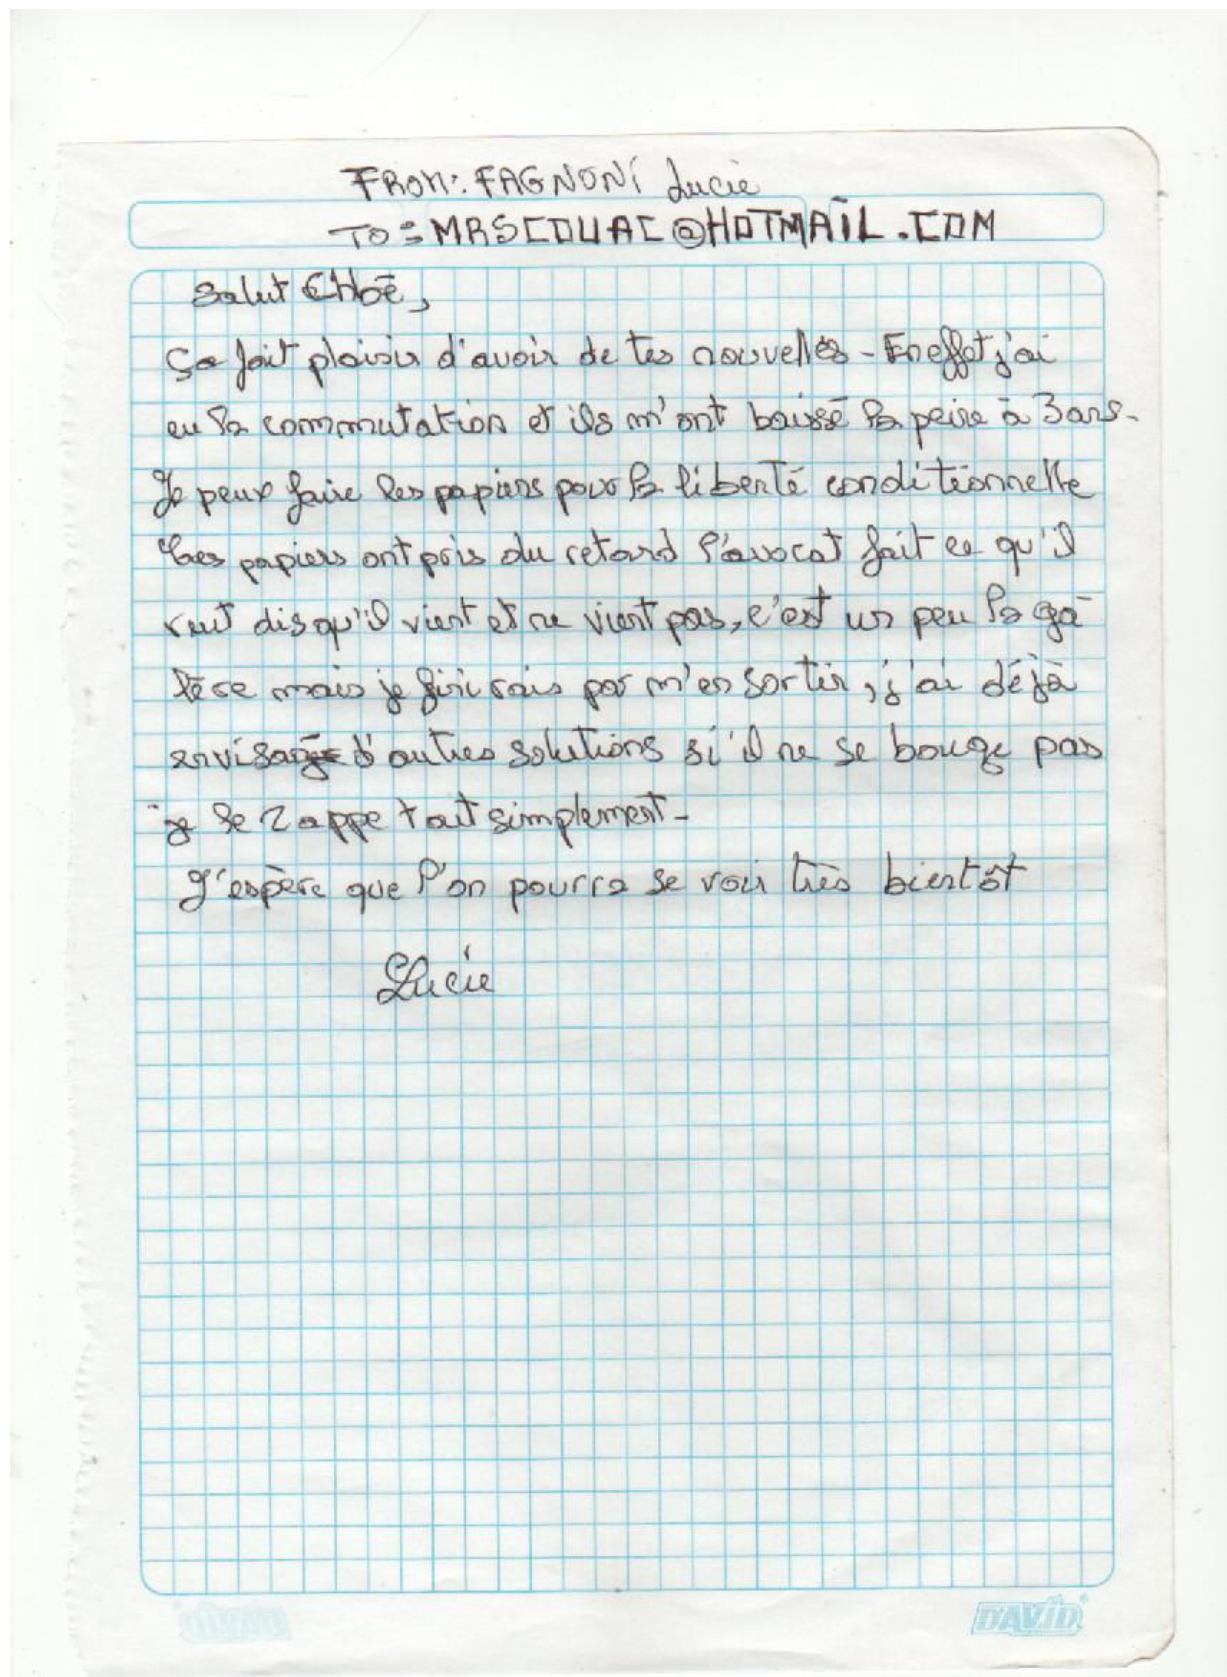 FROM: FAGNONI Lucie
TO: MRSCOUAC@HOTMAIL.COM
Salut Chloë,
ça fait plaisir d'avoir de tes nouvelles - En effet j'ai
eu la commutation et ils m'ont baissé la peine à 3 ans-
Je peux faire les papiers pour la liberté conditionnelle
les papiers ont pris du retard l'avocat fait ce qu'il
veut dis qu'il vient et ne vient pas, c'est un peu la ga
lère mais je finirais par m'en sortir, j'ai déjà
envisagé d'autres solutions si'il ne se bouge pas
je le zappe tout simplement-
J'espère que l'on pourra se voir très bientôt
Lucie
DAVID